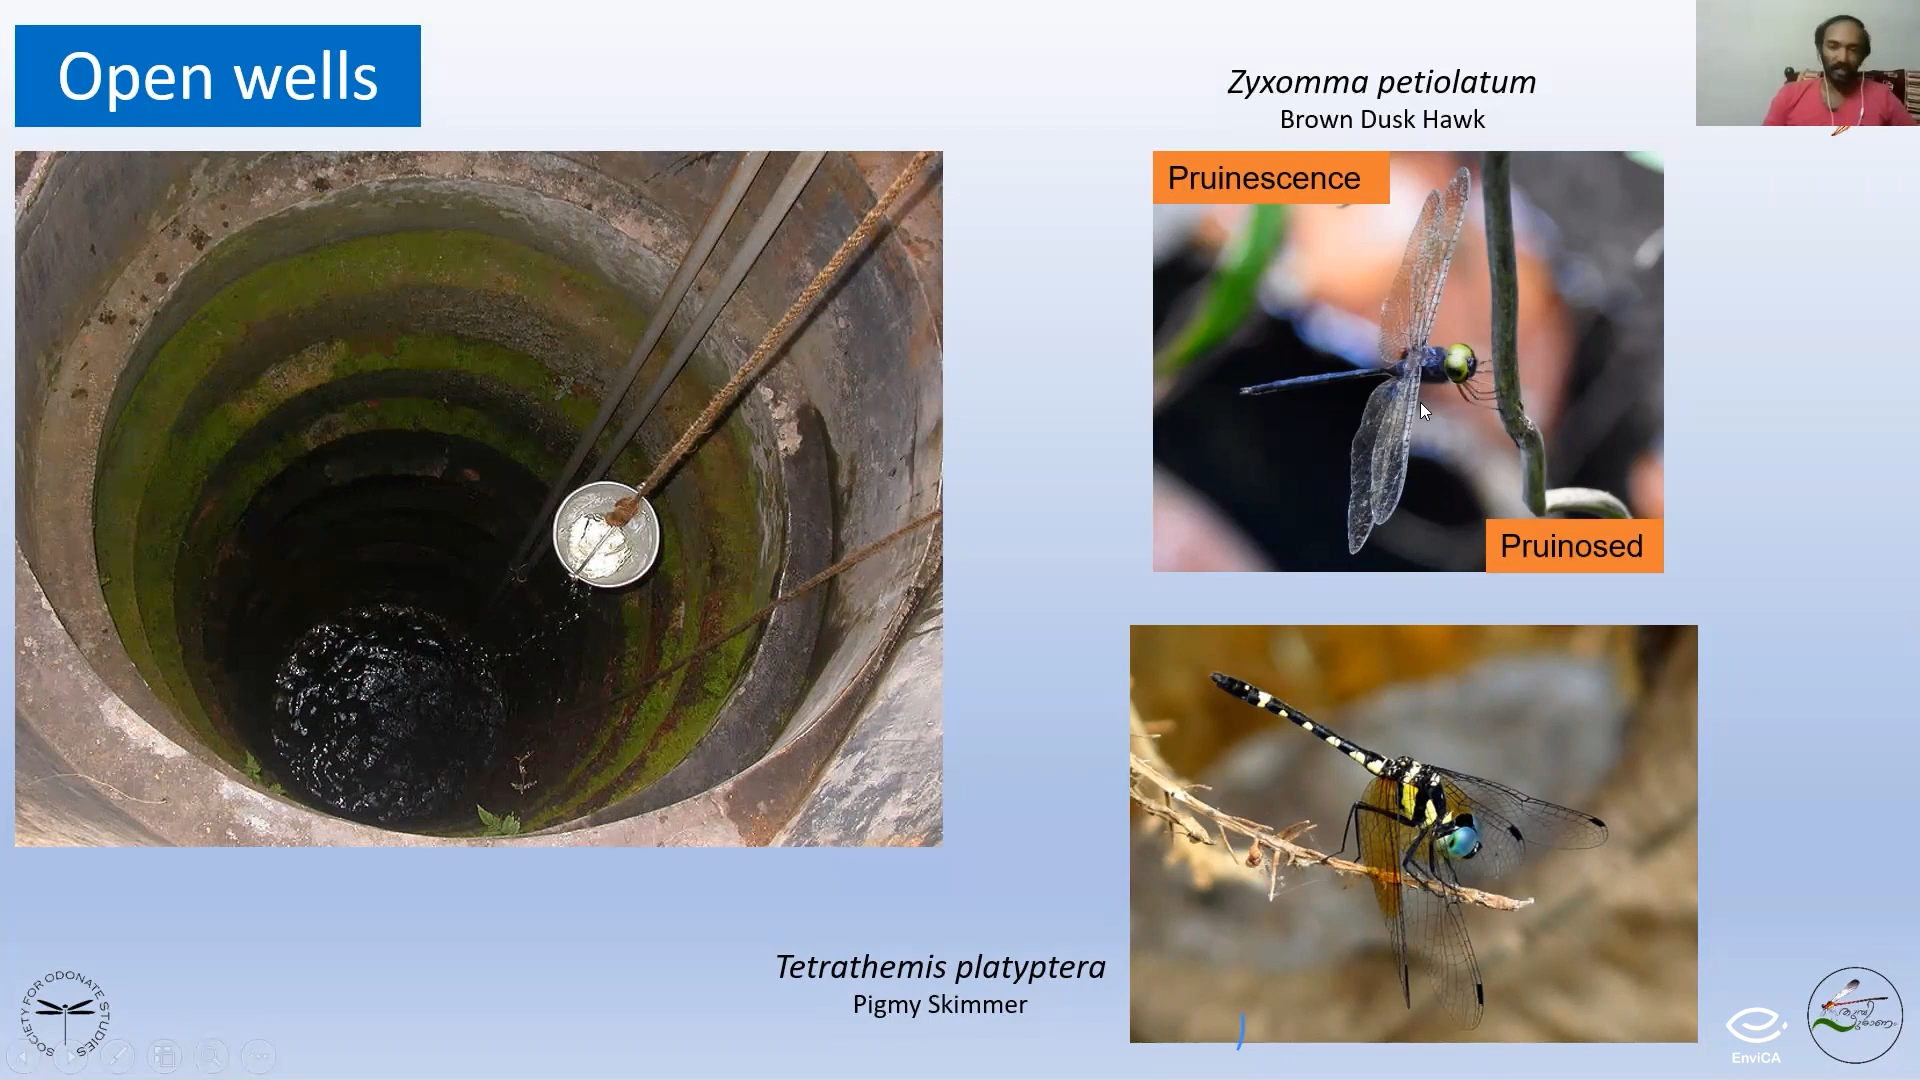 Open wells
Zyxomma petiolatum
Brown Dusk Hawk
Pruinescence
Pruinosed
Tetrathemis platyptera
Pigmy Skimmer
SOCIETY FOR ODONATE STUDIES
EnviCA